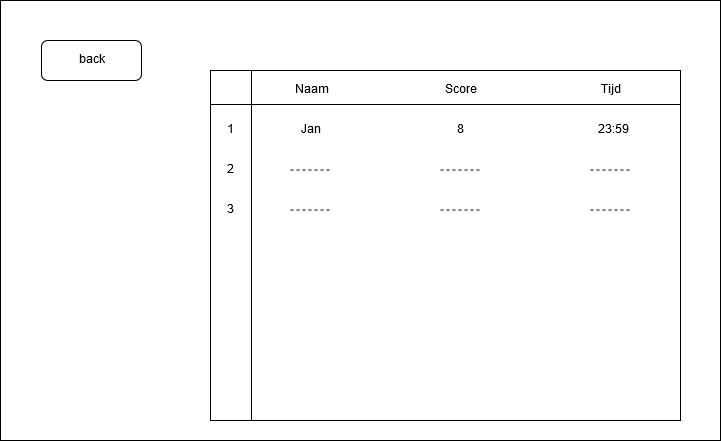 back
Naam Score Tijd
1 Jan 8 23:59
2 ------- ------- -------
3 ------- ------- -------